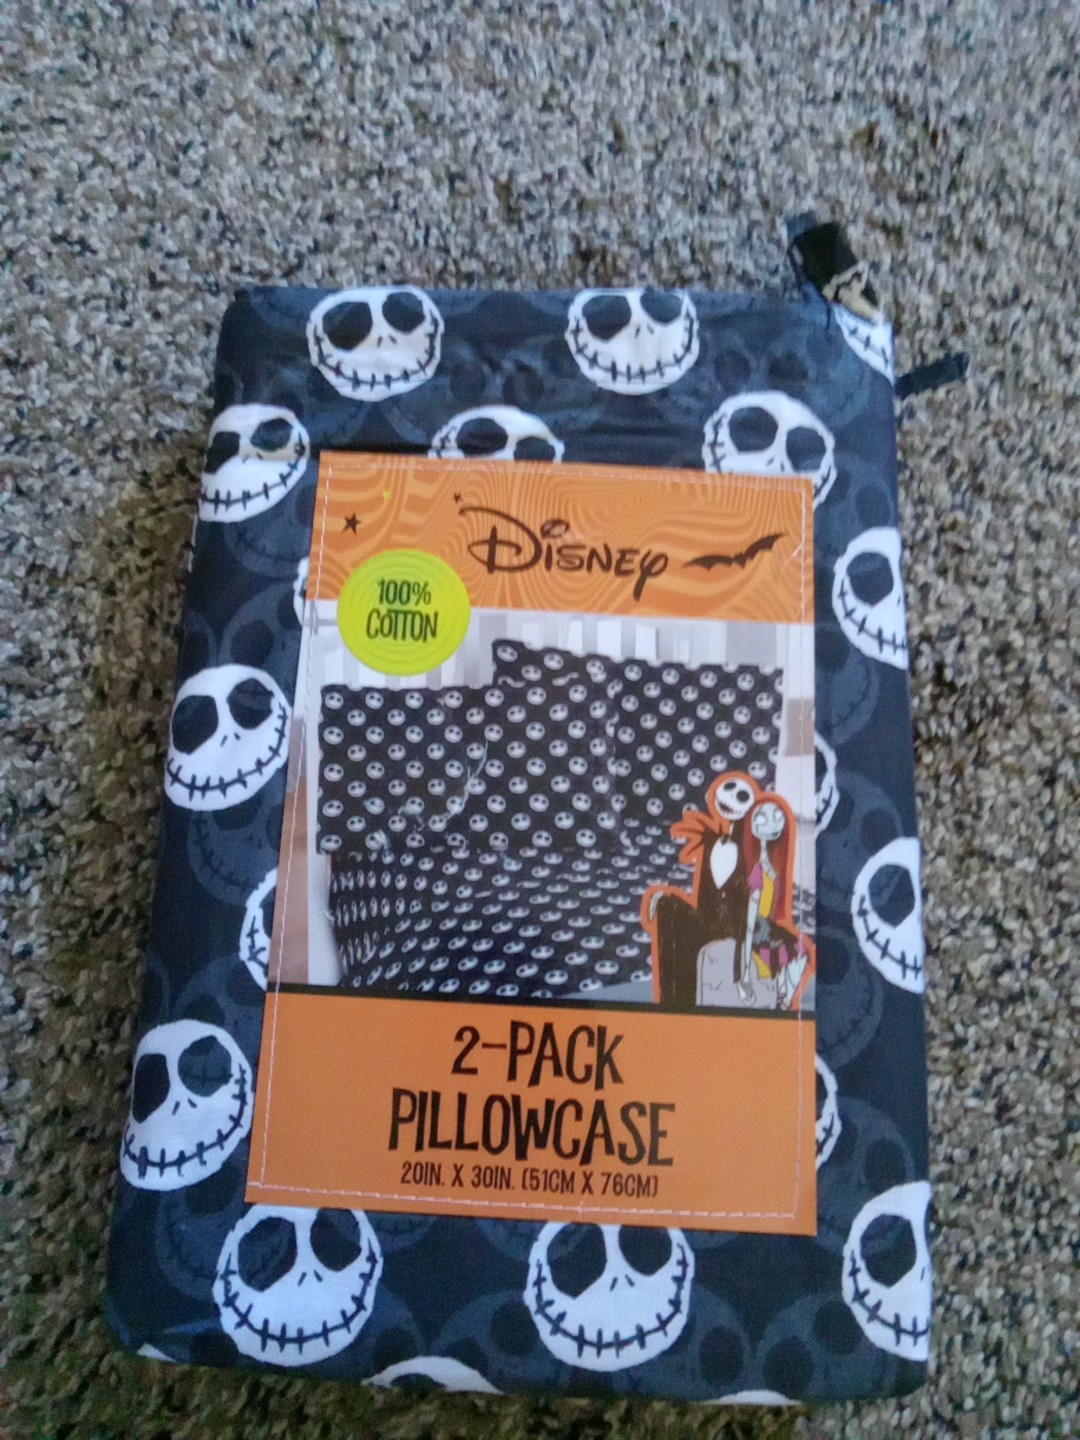 Disney
100%
COTTON
2-PACK
PILLOWCASE
20IN. X 30IN. (51CM X 76CM)